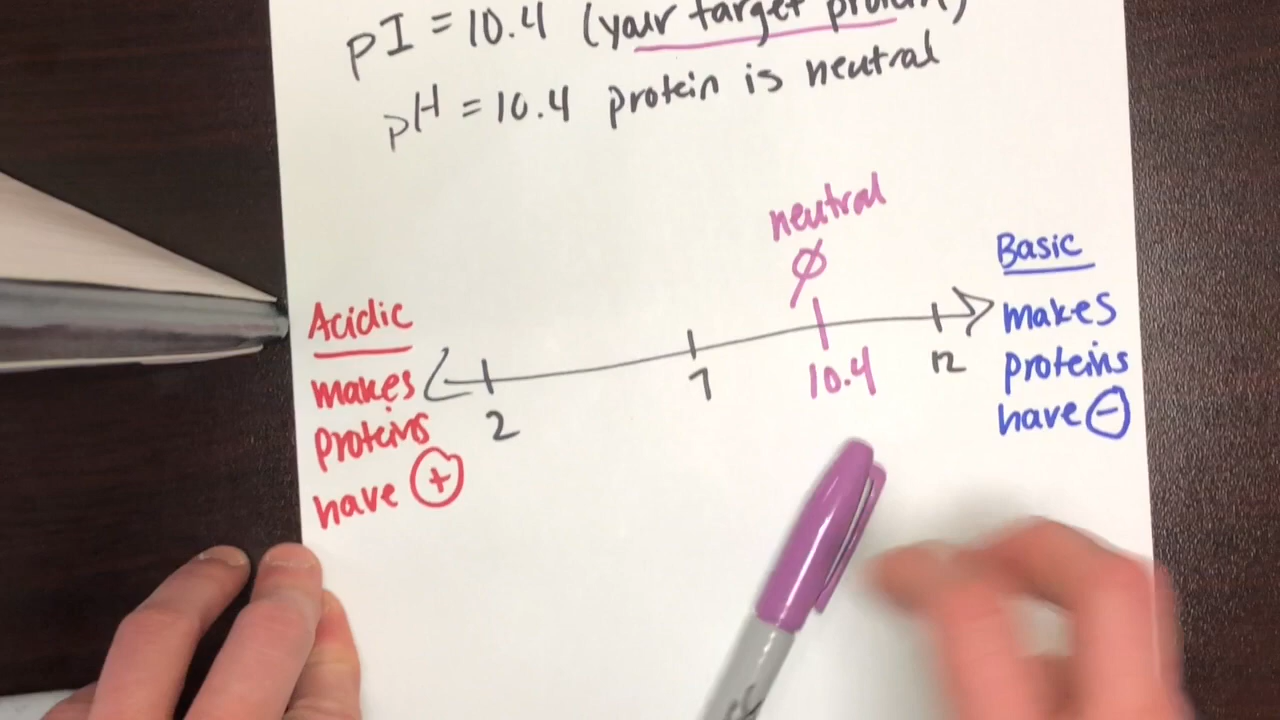 pI = 10.4 (your target protein)
pH = 10.4 protein is neutral
neutral
Ø
Acidic
makes
proteins
have +
2
7
10.4
12
Basic
makes
proteins
have -